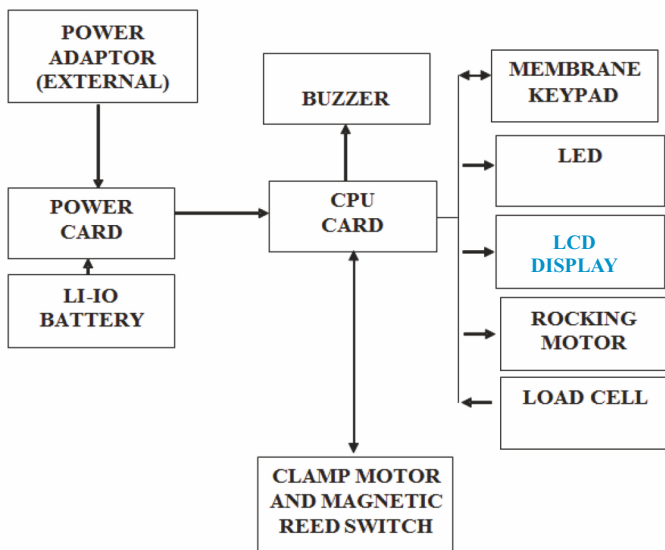 POWER
ADAPTOR
(EXTERNAL)
BUZZER
MEMBRANE
KEYPAD
LED
POWER
CARD
CPU
CARD
LCD
DISPLAY
LI-IO
BATTERY
ROCKING
MOTOR
LOAD CELL
CLAMP MOTOR
AND MAGNETIC
REED SWITCH